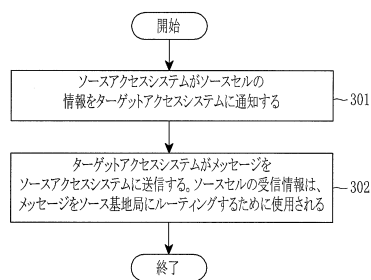 開始
ソースアクセスシステムがソースセルの
情報をターゲットアクセスシステムに通知する
301
ターゲットアクセスシステムがメッセージを
ソースアクセスシステムに送信する。ソースセルの受信情報は、
メッセージをソース基地局にルーティングするために使用される
302
終了